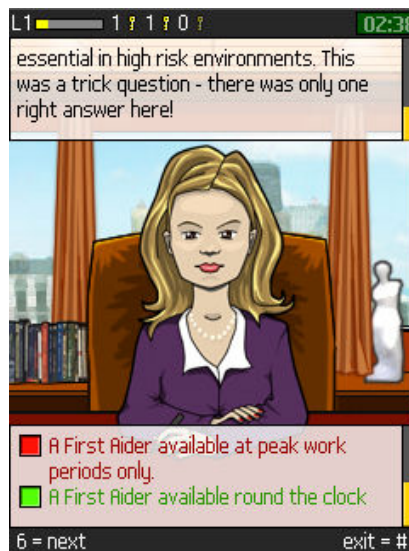 L1 1 1 0 02:38
essential in high risk environments. This
was a trick question - there was only one
right answer here!
A First Aider available at peak work
periods only.
A First Aider available round the clock
6 = next exit = #